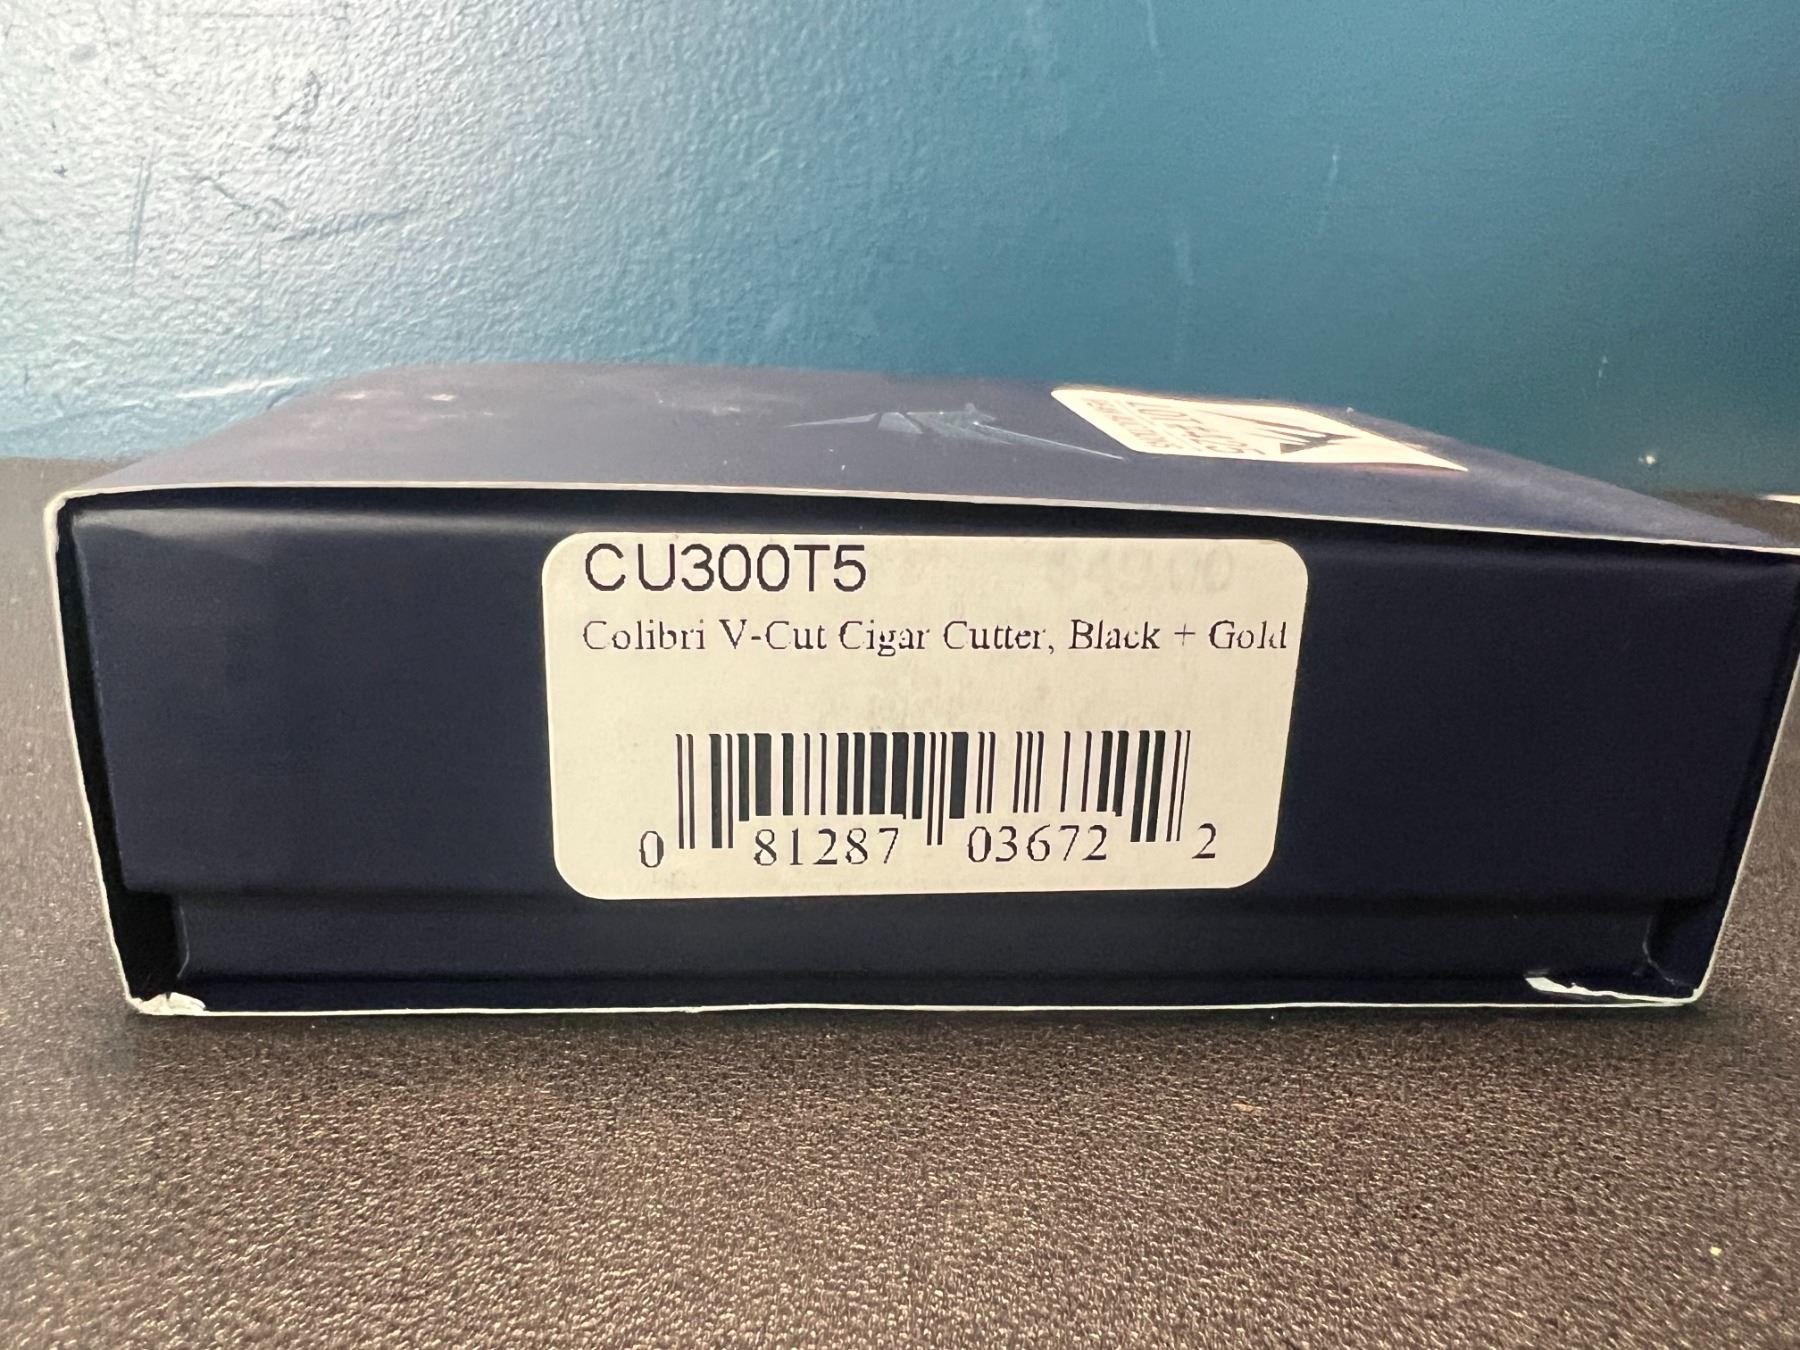 CU300T5
Colibri V-Cut Cigar Cutter, Black + Gold
0 81287 03672 2